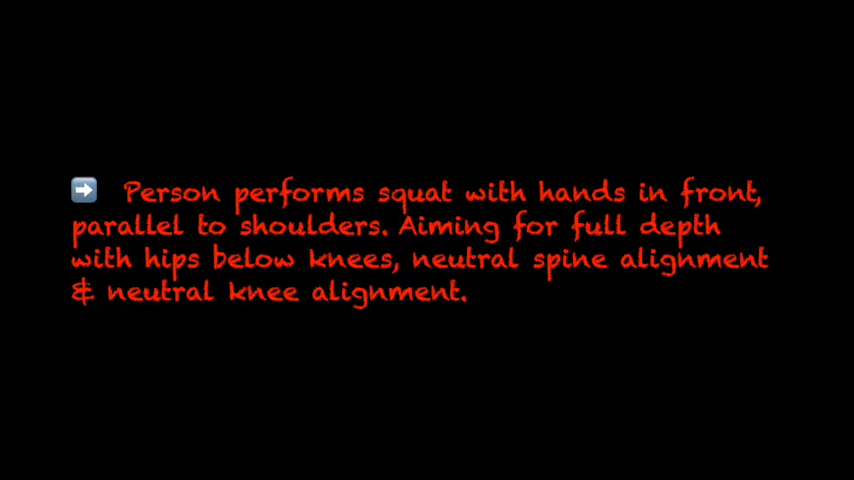 ➡️ Person performs squat with hands in front,
parallel to shoulders. Aiming for full depth
with hips below knees, neutral spine alignment
& neutral knee alignment.